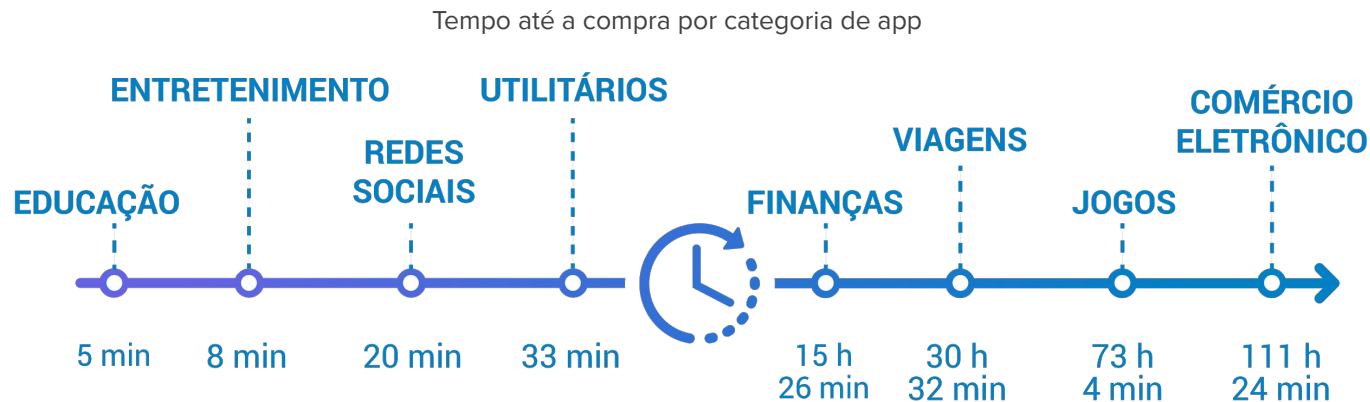 Tempo até a compra por categoria de app
EDUCAÇÃO
5 min
ENTRETENIMENTO
8 min
REDES
SOCIAIS
20 min
UTILITÁRIOS
33 min
FINANÇAS
15 h
26 min
VIAGENS
30 h
32 min
JOGOS
73 h
4 min
COMÉRCIO
ELETRÔNICO
111 h
24 min